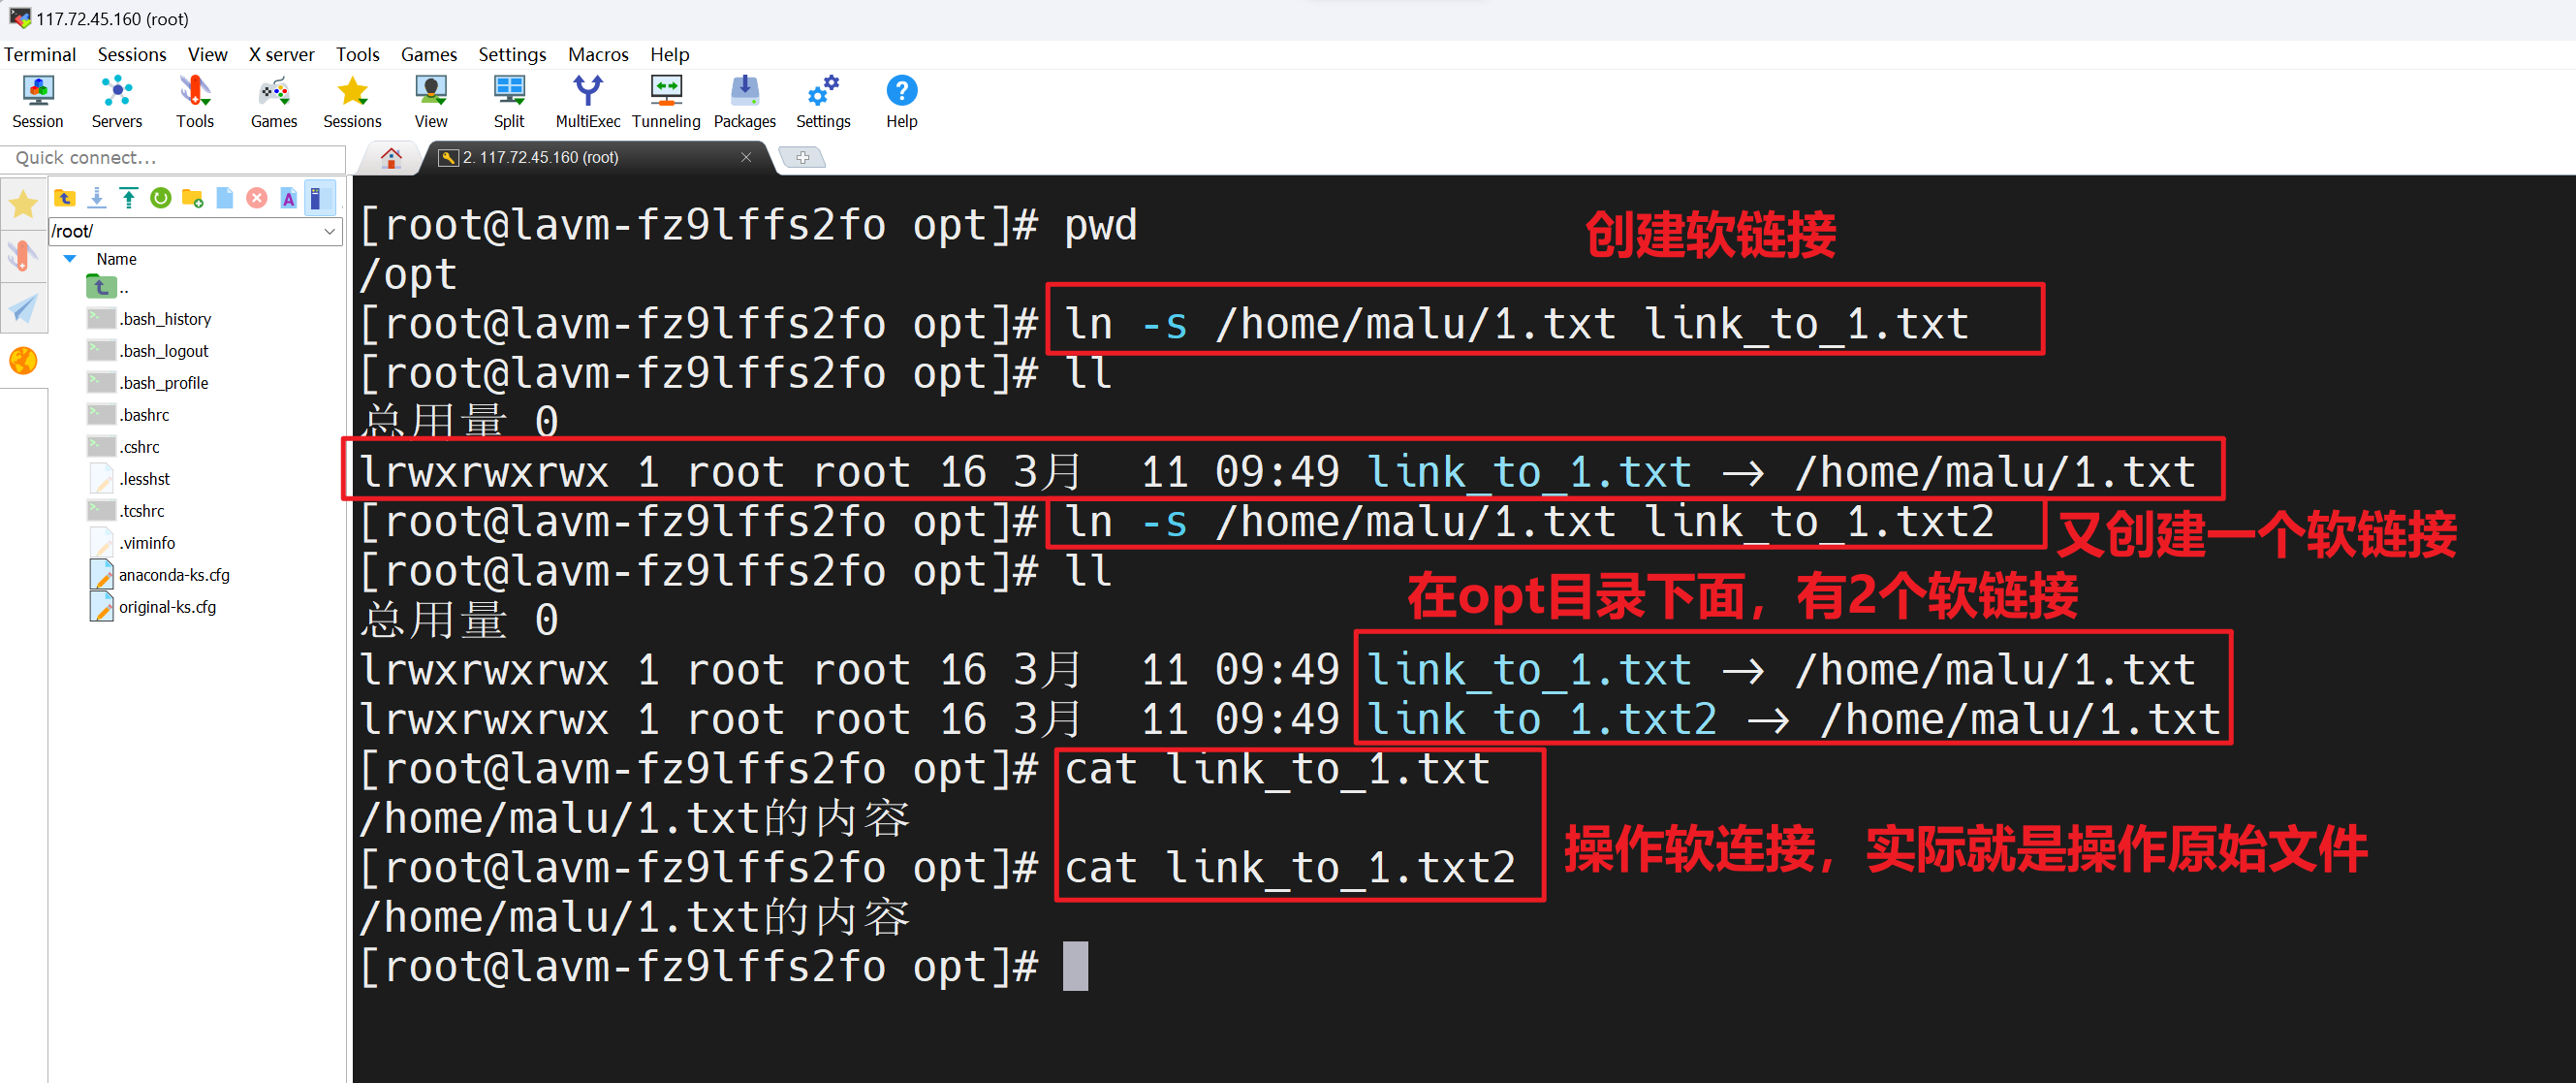 117.72.45.160 (root)
Terminal Sessions View X server Tools Games Settings Macros Help
Session Servers Tools Games Sessions View Split MultiExec Tunneling Packages Settings Help
Quick connect...
2. 117.72.45.160 (root)
/root/
Name
..
.bash_history
.bash_logout
.bash_profile
.bashrc
.cshrc
.lesshst
.tcshrc
.viminfo
anaconda-ks.cfg
original-ks.cfg
[root@lavm-fz9lffs2fo opt]# pwd
创建软链接
/opt
[root@lavm-fz9lffs2fo opt]# ln -s /home/malu/1.txt link_to_1.txt
[root@lavm-fz9lffs2fo opt]# ll
总用量 0
lrwxrwxrwx 1 root root 16 3月  11 09:49 link_to_1.txt -> /home/malu/1.txt
[root@lavm-fz9lffs2fo opt]# ln -s /home/malu/1.txt link_to_1.txt2
又创建一个软链接
[root@lavm-fz9lffs2fo opt]# ll
在opt目录下面，有2个软链接
总用量 0
lrwxrwxrwx 1 root root 16 3月  11 09:49 link_to_1.txt -> /home/malu/1.txt
lrwxrwxrwx 1 root root 16 3月  11 09:49 link_to_1.txt2 -> /home/malu/1.txt
[root@lavm-fz9lffs2fo opt]# cat link_to_1.txt
/home/malu/1.txt的内容
操作软连接，实际就是操作原始文件
[root@lavm-fz9lffs2fo opt]# cat link_to_1.txt2
/home/malu/1.txt的内容
[root@lavm-fz9lffs2fo opt]#